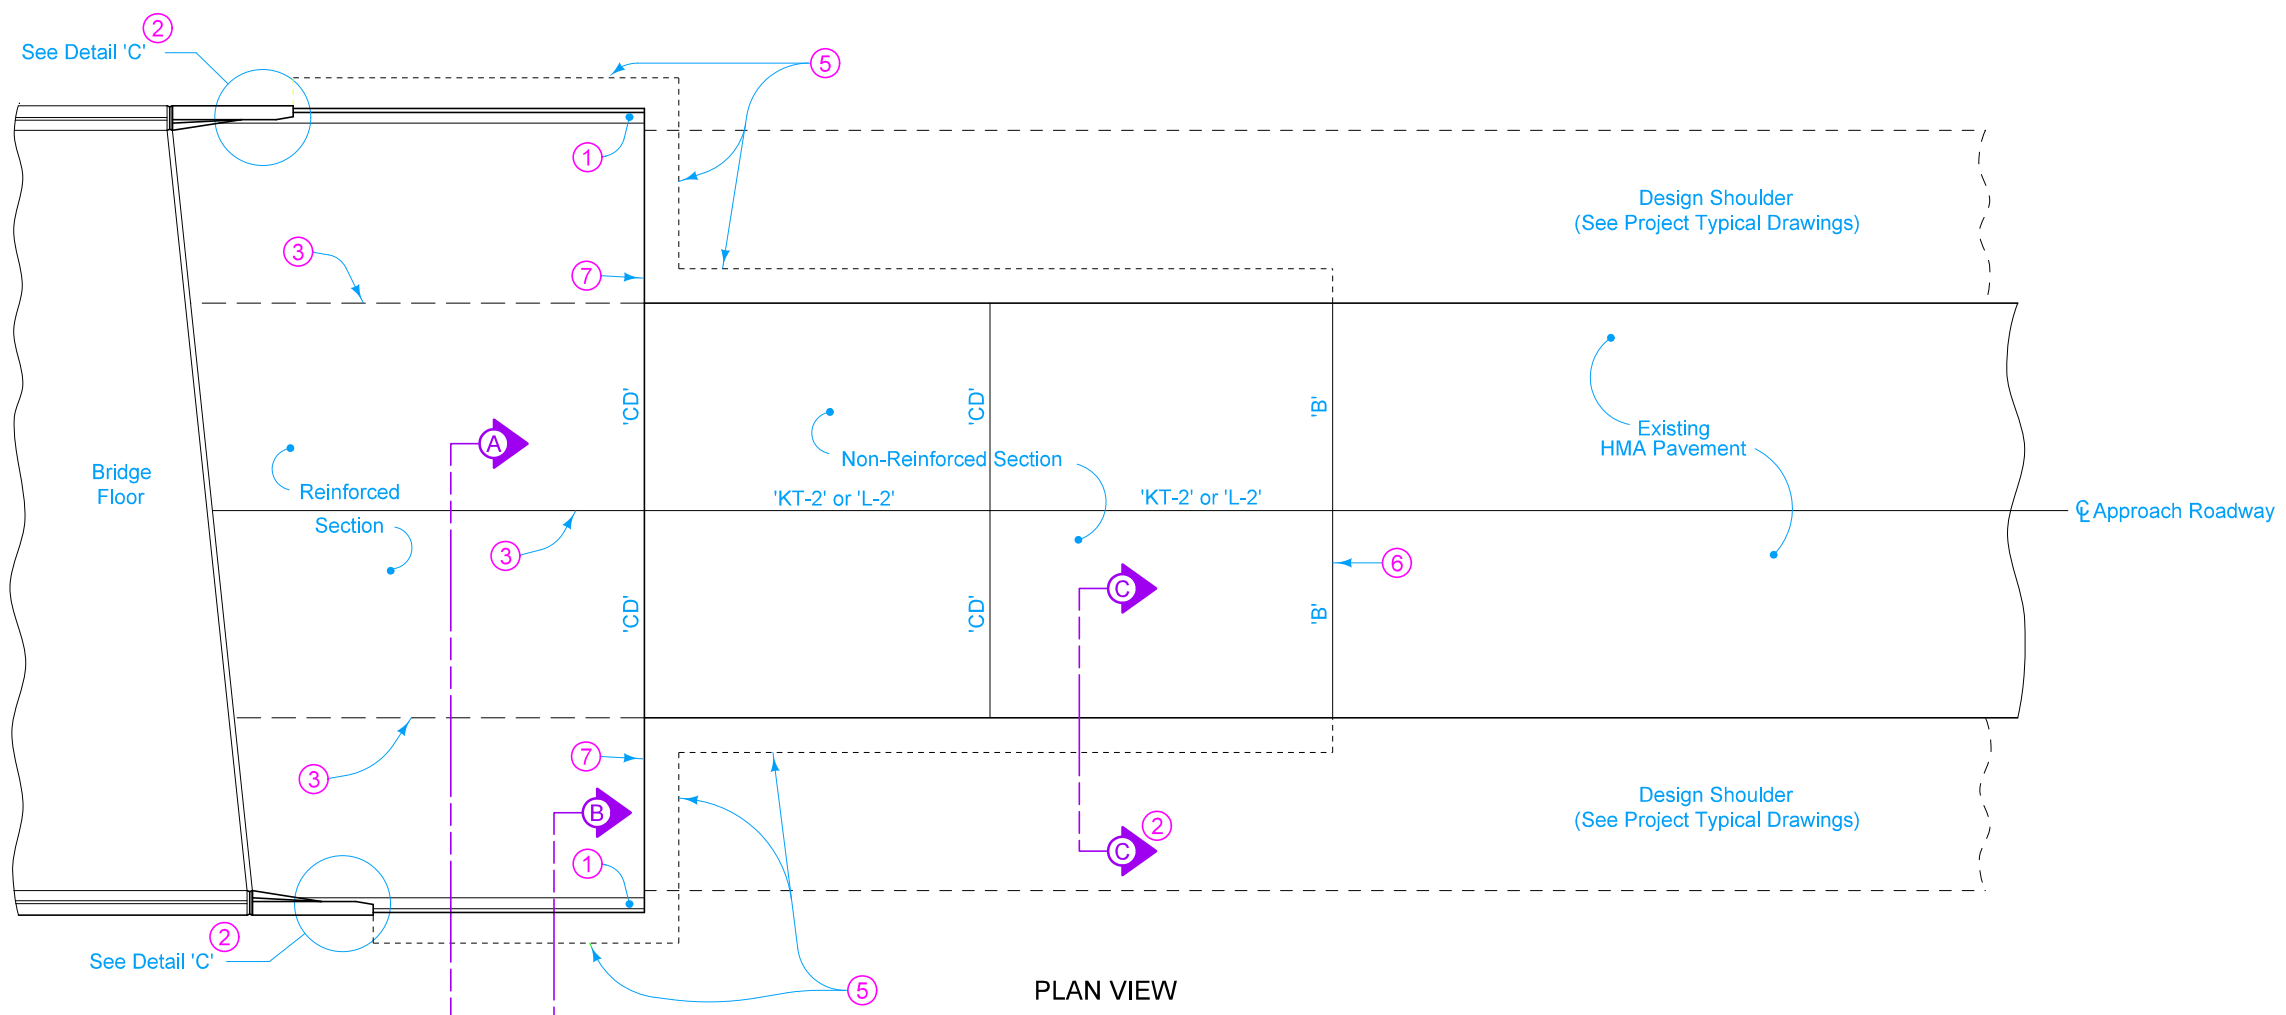 2
See Detail 'C'
5
1
Design Shoulder
(See Project Typical Drawings)
3
7
'CD'
'CD'
'B'
A
Existing
HMA Pavement
Non-Reinforced Section
Bridge
Floor
Reinforced
Section
'KT-2' or 'L-2'
'KT-2' or 'L-2'
℄ Approach Roadway
3
6
C
'CD'
'CD'
'B'
7
3
B
Design Shoulder
(See Project Typical Drawings)
2
C
1
2
See Detail 'C'
5
PLAN VIEW